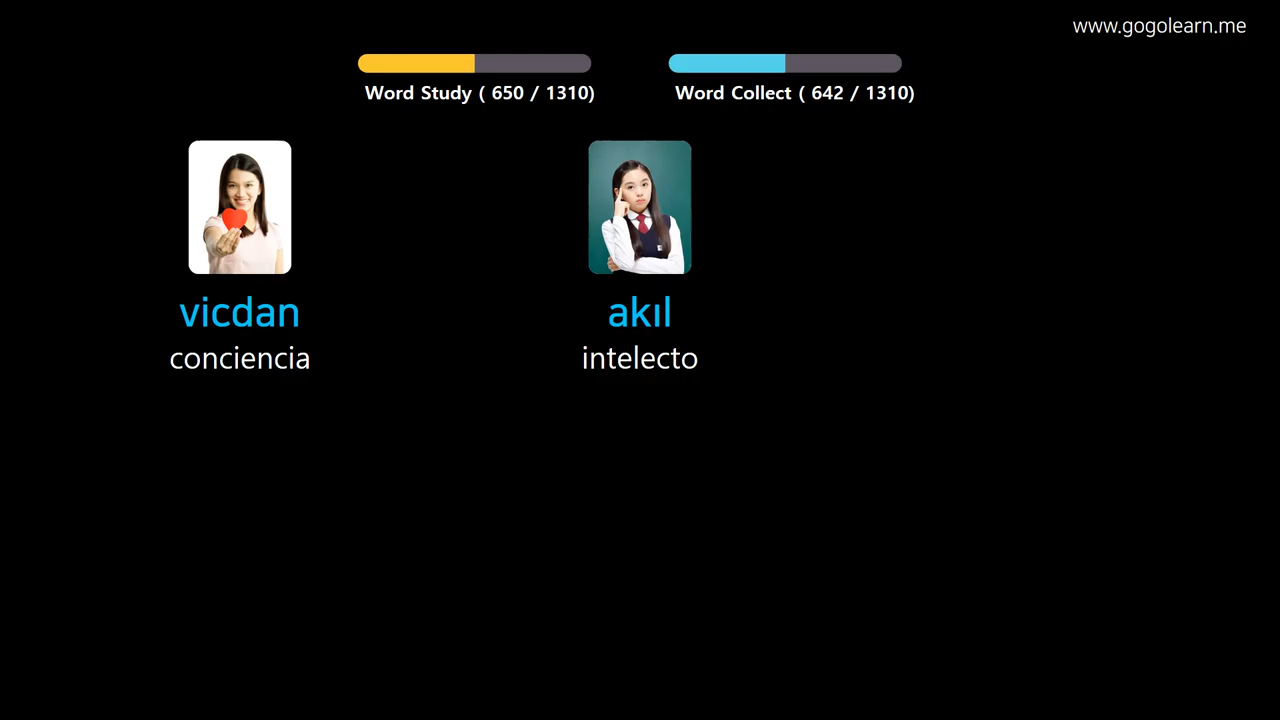 www.gogolearn.me
Word Study ( 650 / 1310)
Word Collect ( 642 / 1310)
vicdan
conciencia
akıl
intelecto